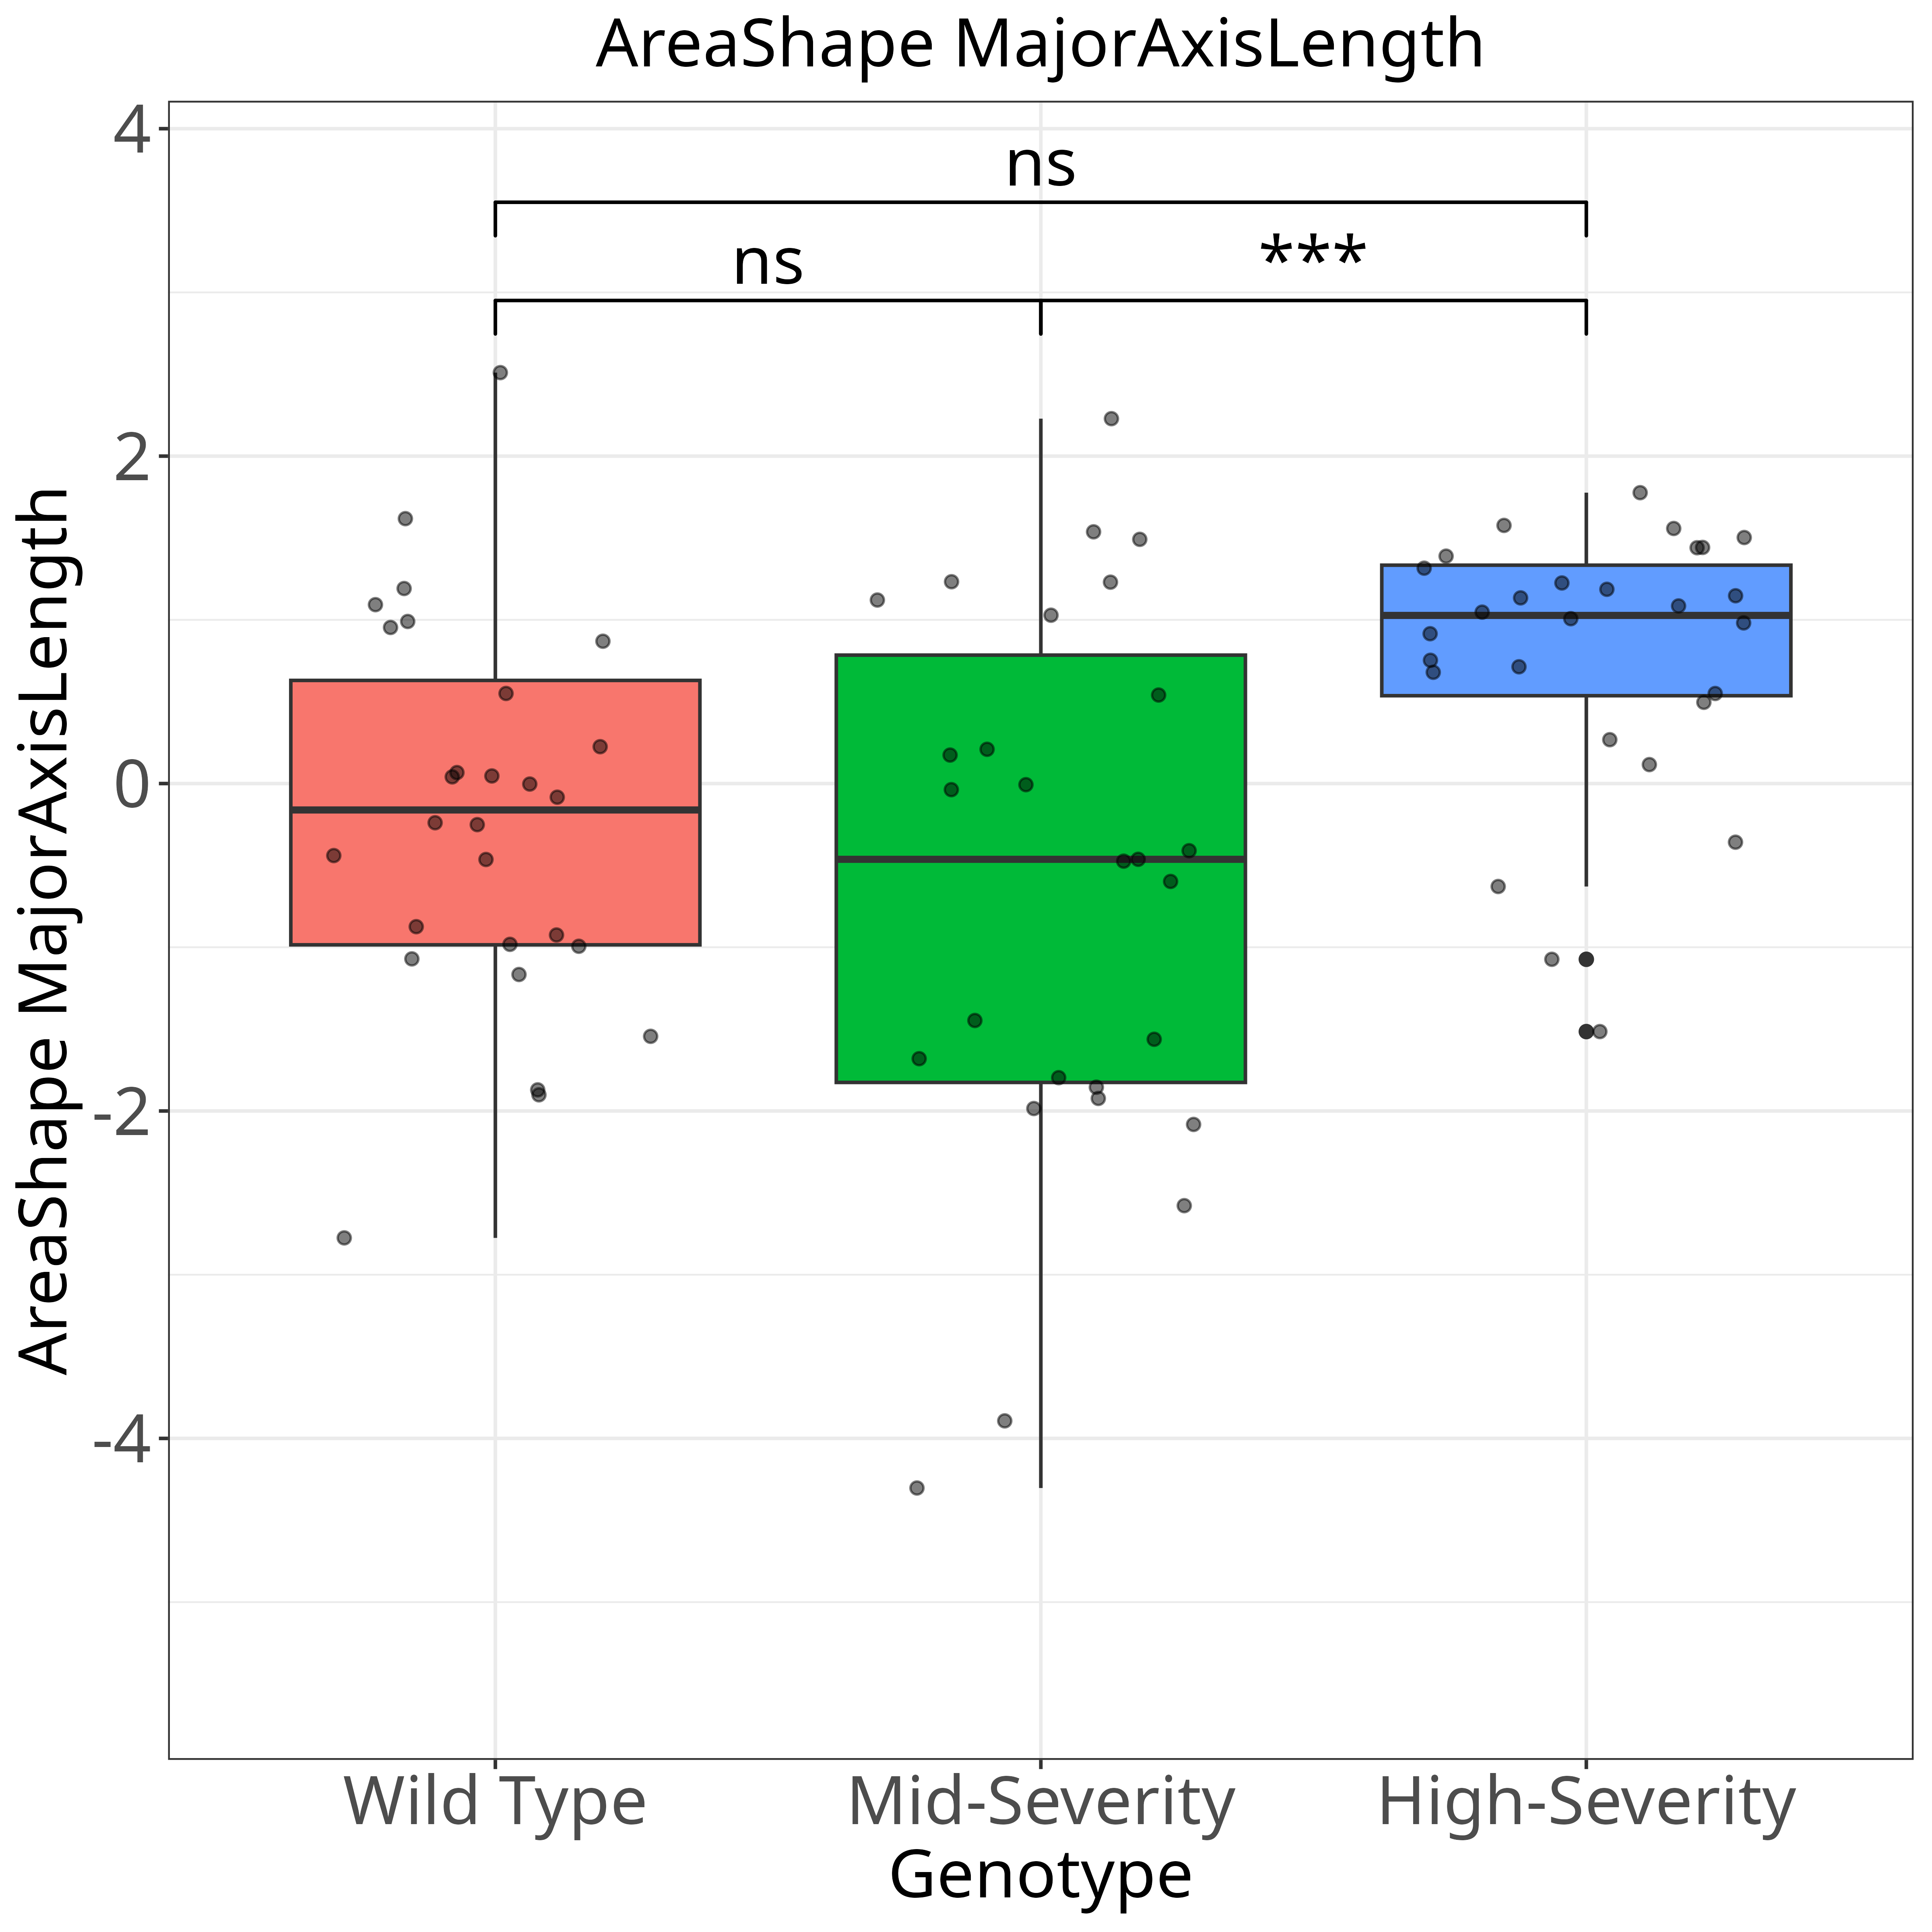 AreaShape MajorAxisLength
4
2
0
-2
-4
AreaShape MajorAxisLength
ns
ns
***
Wild Type
Mid-Severity
High-Severity
Genotype